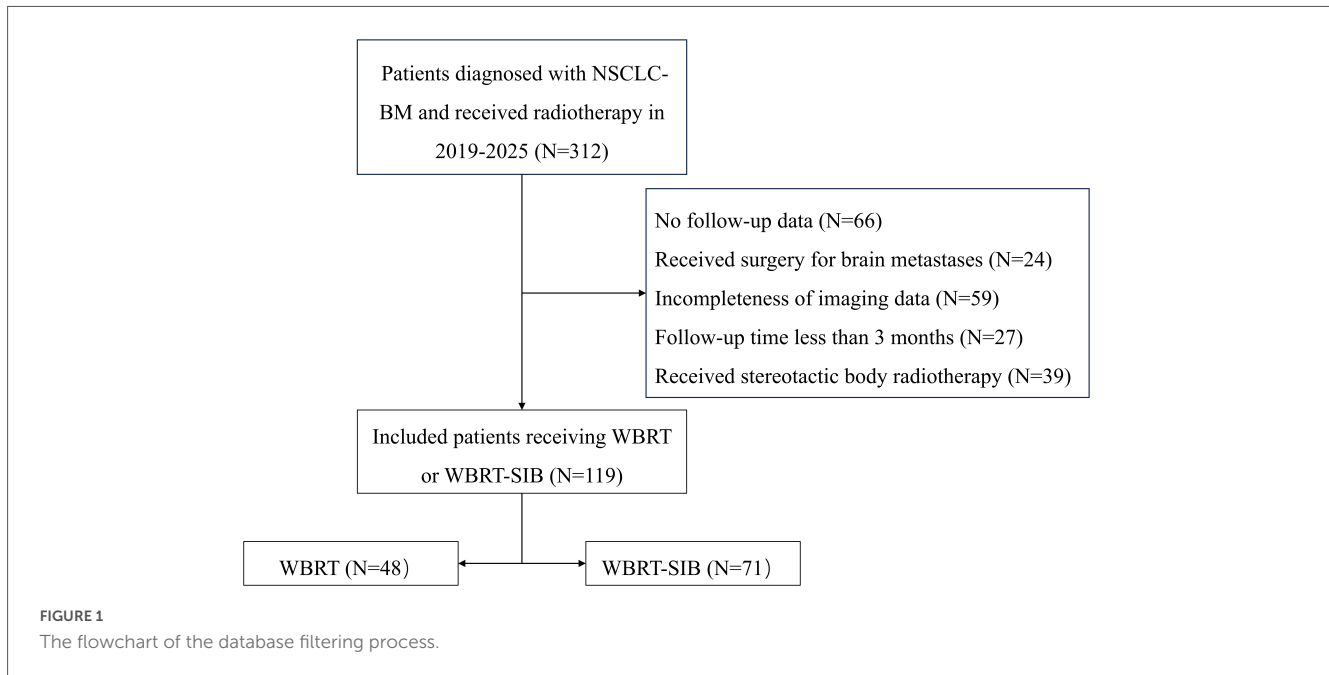 Patients diagnosed with NSCLC-
BM and received radiotherapy in
2019-2025 (N=312)
No follow-up data (N=66)
Received surgery for brain metastases (N=24)
Incompleteness of imaging data (N=59)
Follow-up time less than 3 months (N=27)
Received stereotactic body radiotherapy (N=39)
Included patients receiving WBRT
or WBRT-SIB (N=119)
WBRT (N=48）
WBRT-SIB (N=71）
FIGURE 1
The flowchart of the database filtering process.